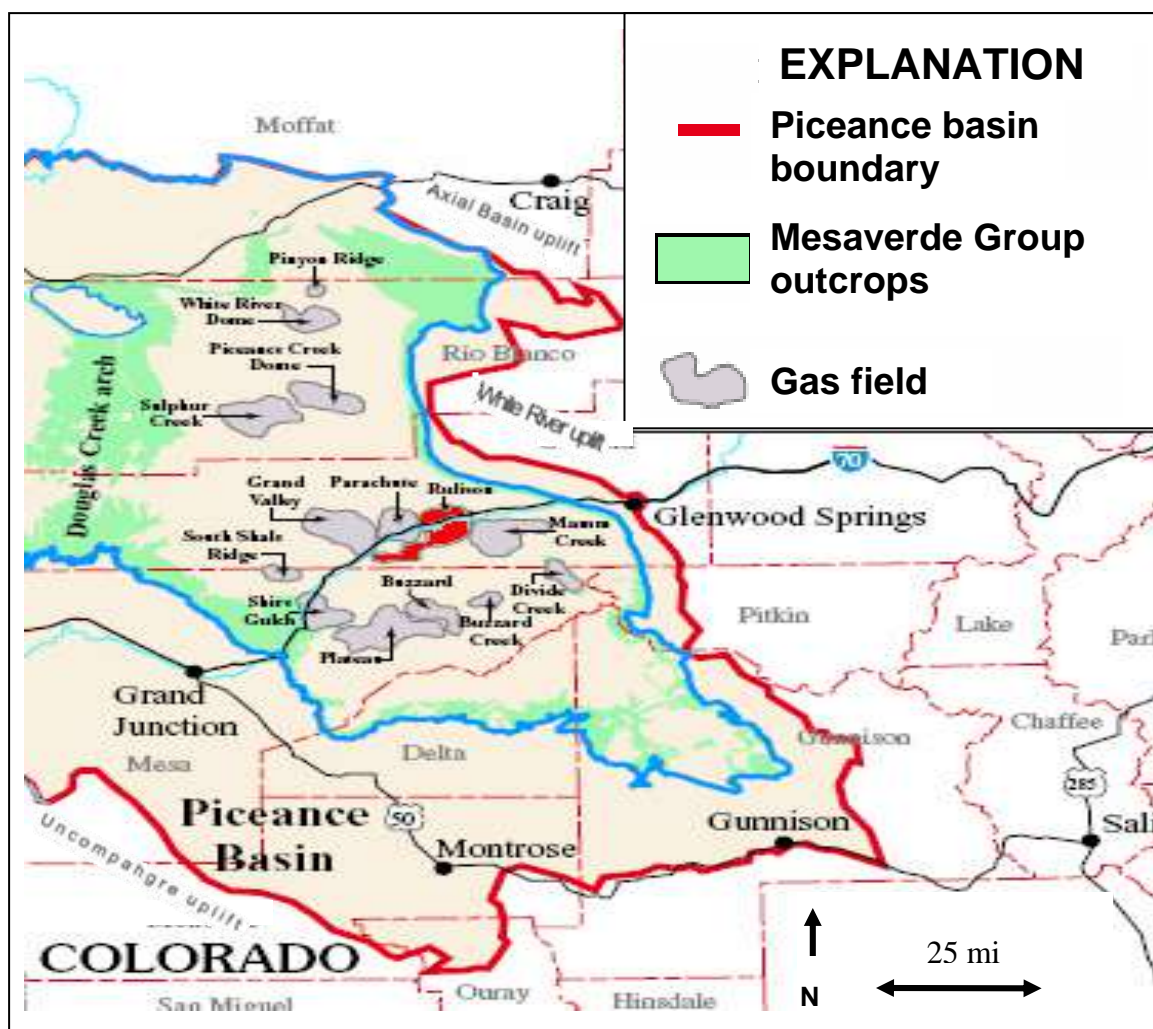 EXPLANATION
Piceance basin
boundary
Mesaverde Group
outcrops
Gas field
Moffat
Craig
Axial Basin uplift
Pinyon Ridge
White River
Dome
Rio Blanco
Piceance Creek
Dome
White River uplift
Sulphur
Creek
Douglas Creek arch
70
Grand
Valley
Parachute
Rulison
Glenwood Springs
Mamm
Creek
South Shale
Ridge
Divide
Creek
Buzzard
Shire
Gulch
Buzzard
Creek
Plateau
Pitkin
Lake
Grand
Junction
Mesa
Delta
Gunnison
Chaffee
285
Piceance
Basin
50
Montrose
Gunnison
Uncompahgre uplift
COLORADO
25 mi
N
San Miguel
Ouray
Hinsdale